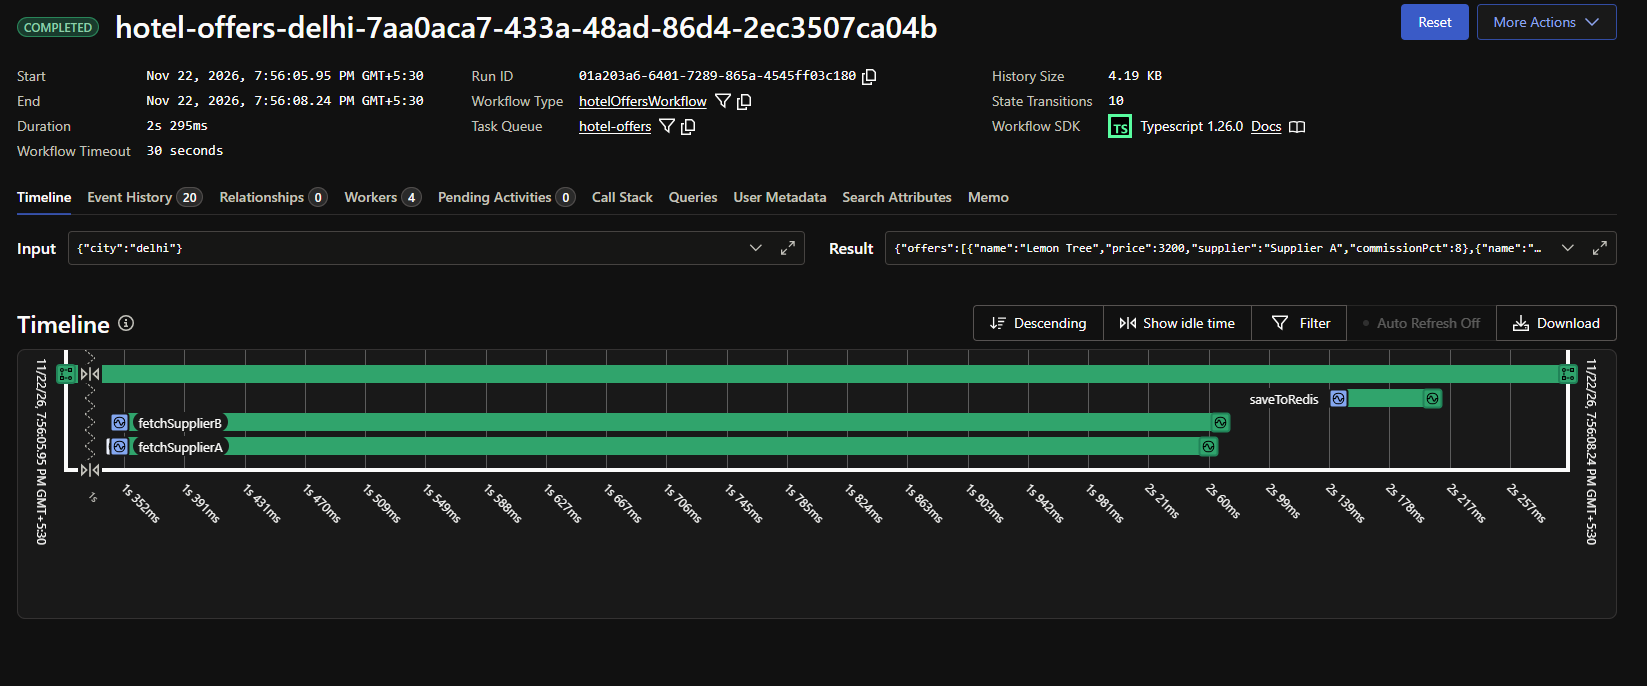 COMPLETED hotel-offers-delhi-7aa0aca7-433a-48ad-86d4-2ec3507ca04b
Reset
More Actions
Start Nov 22, 2026, 7:56:05.95 PM GMT+5:30
End Nov 22, 2026, 7:56:08.24 PM GMT+5:30
Duration 2s 295ms
Workflow Timeout 30 seconds
Run ID 01a203a6-6401-7289-865a-4545ff03c180
Workflow Type hotelOffersWorkflow
Task Queue hotel-offers
History Size 4.19 KB
State Transitions 10
Workflow SDK TS Typescript 1.26.0 Docs
Timeline Event History 20 Relationships 0 Workers 4 Pending Activities 0 Call Stack Queries User Metadata Search Attributes Memo
Input {"city":"delhi"}
Result {"offers":[{"name":"Lemon Tree","price":3200,"supplier":"Supplier A","commissionPct":8},{"name":"…
Timeline
Descending Show idle time Filter Auto Refresh Off Download
11/22/26, 7:56:05.95 PM GMT+5:30
saveToRedis
fetchSupplierB
fetchSupplierA
11/22/26, 7:56:08.24 PM GMT+5:30
1s 1s 352ms 1s 391ms 1s 431ms 1s 470ms 1s 509ms 1s 549ms 1s 588ms 1s 627ms 1s 667ms 1s 706ms 1s 745ms 1s 785ms 1s 824ms 1s 863ms 1s 903ms 1s 942ms 1s 981ms 2s 21ms 2s 60ms 2s 99ms 2s 139ms 2s 178ms 2s 217ms 2s 257ms